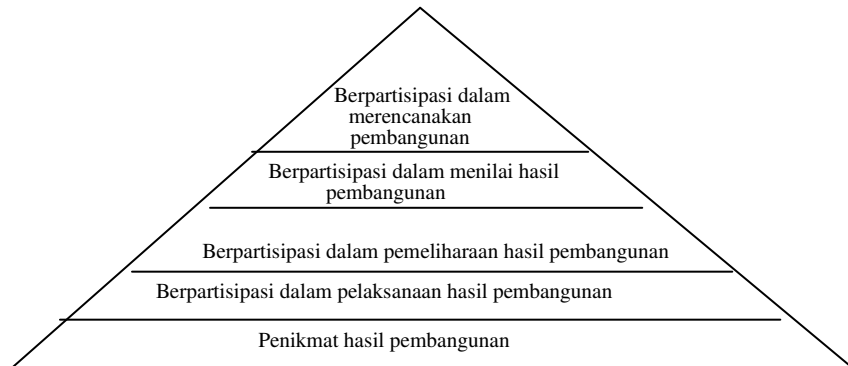 Berpartisipasi dalam
merencanakan
pembangunan
Berpartisipasi dalam menilai hasil
pembangunan
Berpartisipasi dalam pemeliharaan hasil pembangunan
Berpartisipasi dalam pelaksanaan hasil pembangunan
Penikmat hasil pembangunan